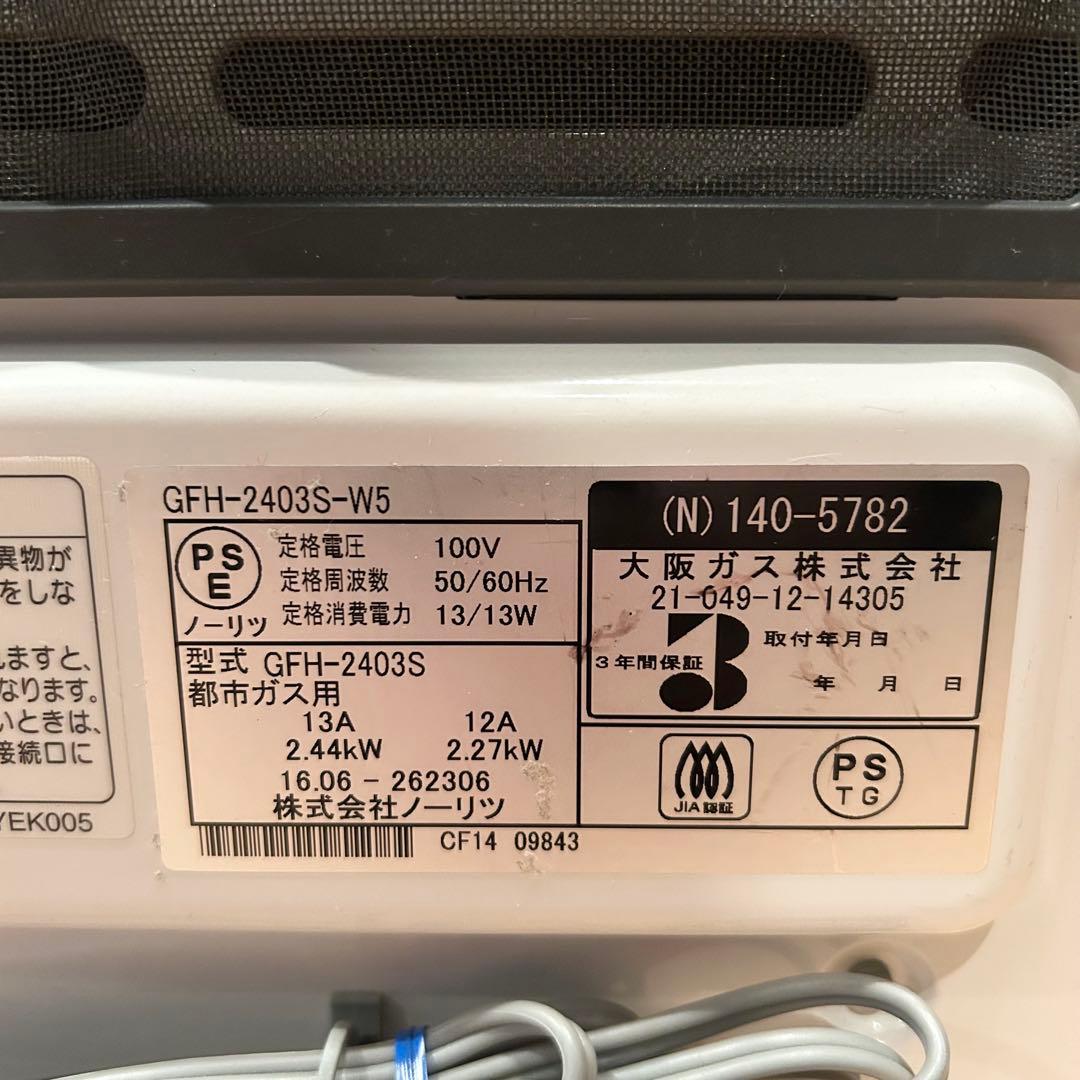 異物が
をしな
れますと、
なります。
いときは、
接続口に
YEK005
GFH-2403S-W5
PS
E
ノーリツ
定格電圧 100V
定格周波数 50/60Hz
定格消費電力 13/13W
型式 GFH-2403S
都市ガス用
13A 12A
2.44kW 2.27kW
16.06 - 262306
株式会社ノーリツ
CF14 09843
(N) 140-5782
大阪ガス株式会社
21-049-12-14305
3年間保証
取付年月日
年 月 日
JIA 認証
PS
TG